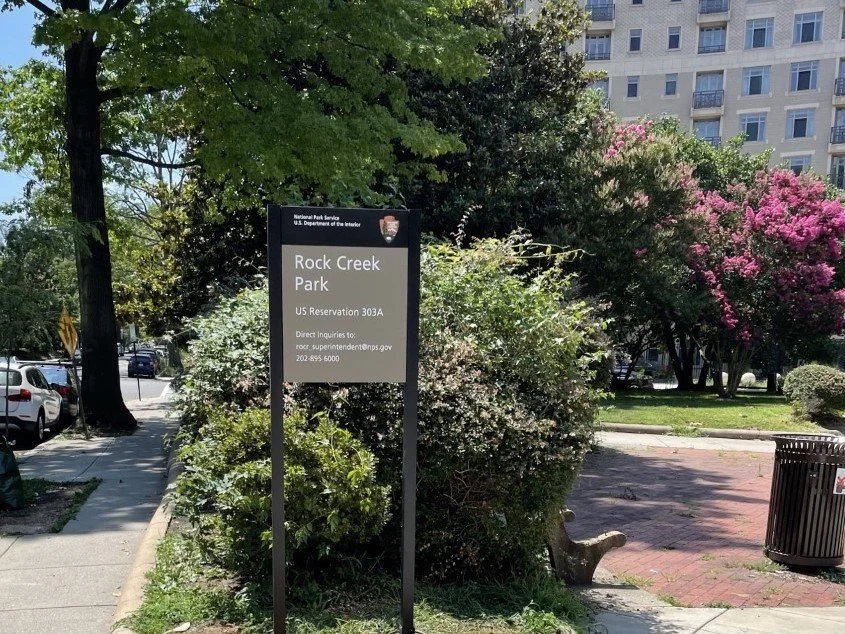 National Park Service
U.S. Department of the Interior
Rock Creek
Park
US Reservation 303A
Direct inquiries to:
rocr_superintendent@nps.gov
202-895-6000